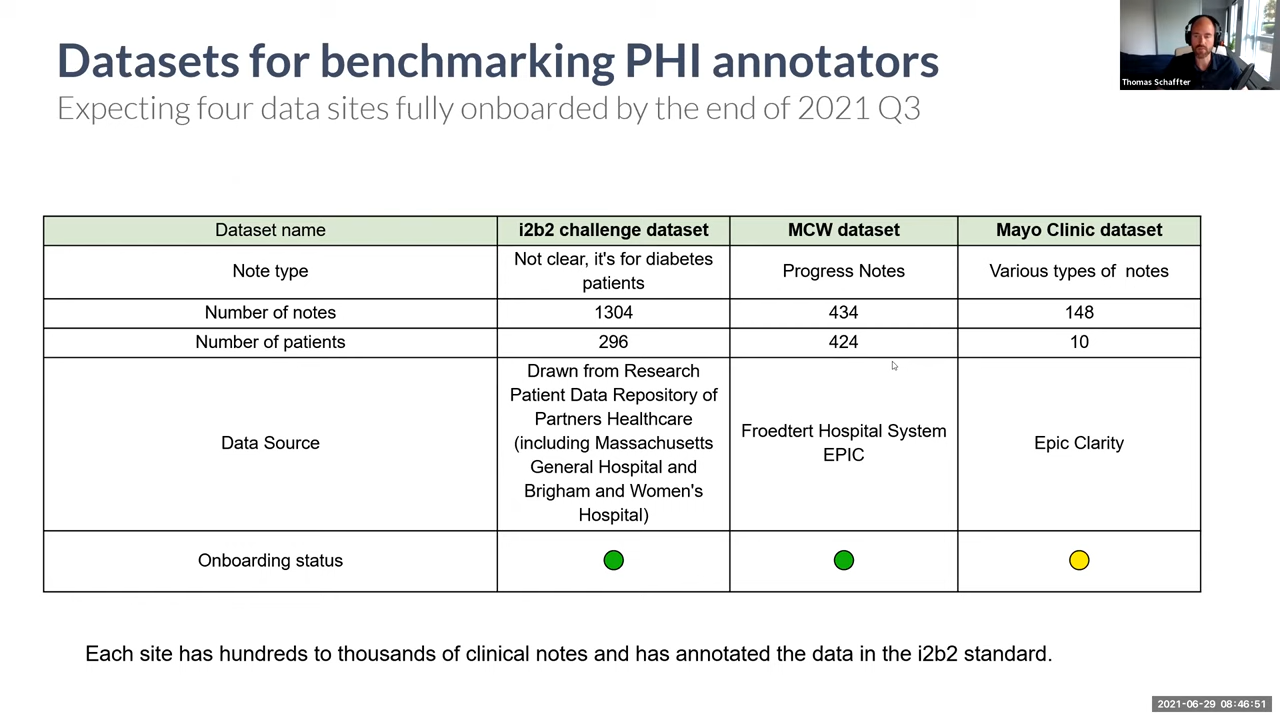 Datasets for benchmarking PHI annotators
Expecting four data sites fully onboarded by the end of 2021 Q3
Thomas Schaffter
Dataset name
i2b2 challenge dataset
MCW dataset
Mayo Clinic dataset
Note type
Not clear, it's for diabetes
patients
Progress Notes
Various types of notes
Number of notes
1304
434
148
Number of patients
296
424
10
Data Source
Drawn from Research
Patient Data Repository of
Partners Healthcare
(including Massachusetts
General Hospital and
Brigham and Women's
Hospital)
Froedtert Hospital System
EPIC
Epic Clarity
Onboarding status
Each site has hundreds to thousands of clinical notes and has annotated the data in the i2b2 standard.
2021-06-29 08:46:51